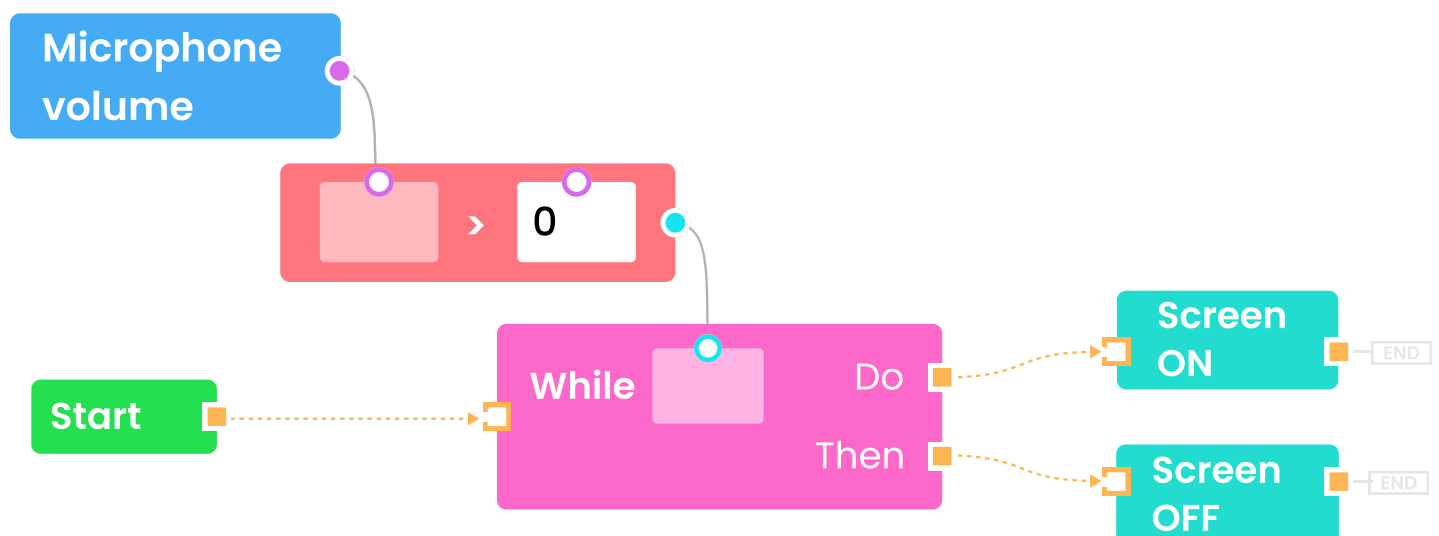 Microphone
volume
> 0
While
Do
Then
Start
Screen
ON
END
Screen
OFF
END